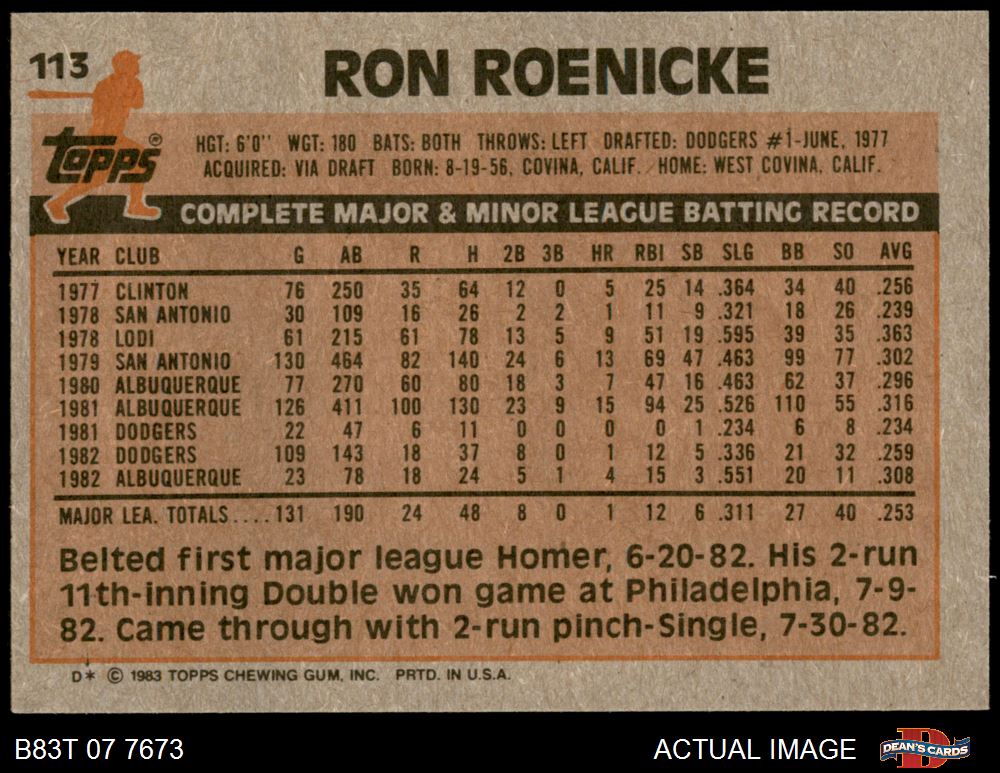 113
RON ROENICKE
Topps®
HGT: 6'0" WGT: 180 BATS: BOTH THROWS: LEFT DRAFTED: DODGERS #1-JUNE, 1977
ACQUIRED: VIA DRAFT BORN: 8-19-56, COVINA, CALIF. HOME: WEST COVINA, CALIF.
COMPLETE MAJOR & MINOR LEAGUE BATTING RECORD
YEAR CLUB G AB R H 2B 3B HR RBI SB SLG BB SO AVG
1977 CLINTON 76 250 35 64 12 0 5 25 14 .364 34 40 .256
1978 SAN ANTONIO 30 109 16 26 2 2 1 11 9 .321 18 26 .239
1978 LODI 61 215 61 78 13 5 9 51 19 .595 39 35 .363
1979 SAN ANTONIO 130 464 82 140 24 6 13 69 47 .463 99 77 .302
1980 ALBUQUERQUE 77 270 60 80 18 3 7 47 16 .463 62 37 .296
1981 ALBUQUERQUE 126 411 100 130 23 9 15 94 25 .526 110 55 .316
1981 DODGERS 22 47 6 11 0 0 0 0 1 .234 6 8 .234
1982 DODGERS 109 143 18 37 8 0 1 12 5 .336 21 32 .259
1982 ALBUQUERQUE 23 78 18 24 5 1 4 15 3 .551 20 11 .308
MAJOR LEA. TOTALS....131 190 24 48 8 0 1 12 6 .311 27 40 .253
Belted first major league Homer, 6-20-82. His 2-run
11th-inning Double won game at Philadelphia, 7-9-
82. Came through with 2-run pinch-Single, 7-30-82.
D* © 1983 TOPPS CHEWING GUM, INC. PRTD. IN U.S.A.
B83T 07 7673 ACTUAL IMAGE DEAN'S CARDS